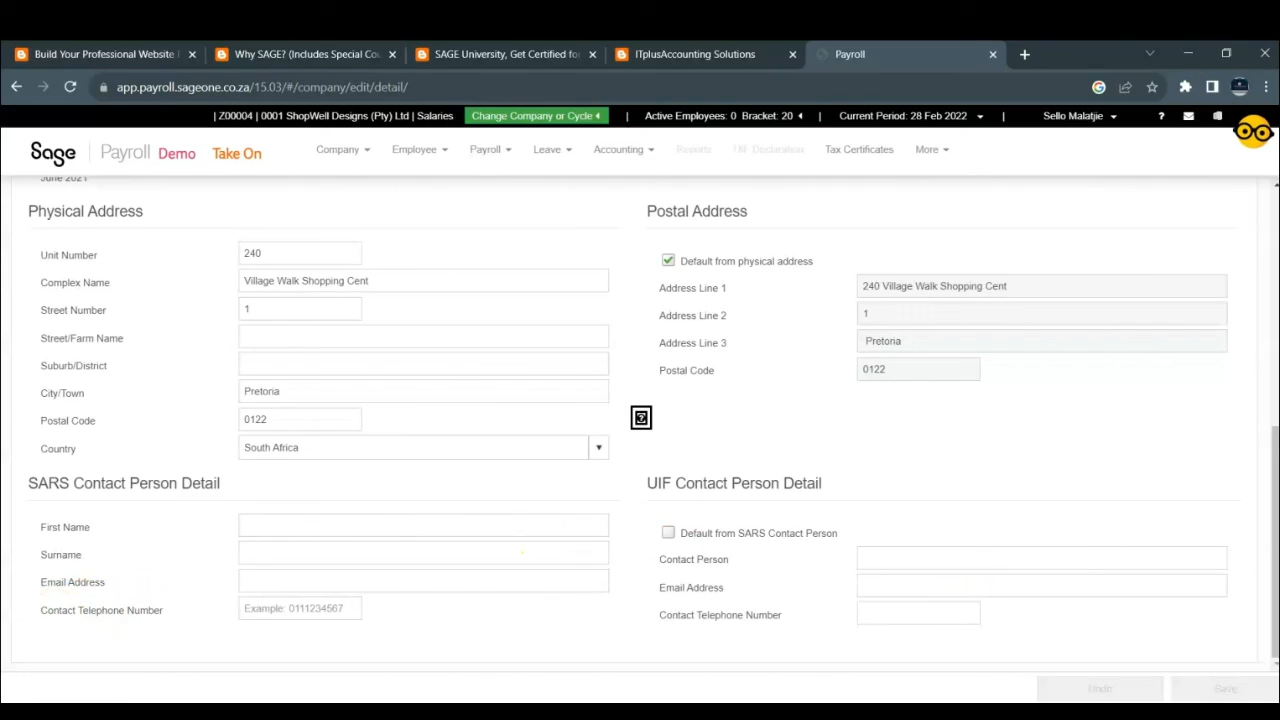 Build Your Professional Website
Why SAGE? (Includes Special Cou
SAGE University, Get Certified fo
ITplusAccounting Solutions
Payroll
app.payroll.sageone.co.za/15.03/#/company/edit/detail/
| Z00004 | 0001 ShopWell Designs (Pty) Ltd | Salaries
Change Company or Cycle
| Active Employees: 0 Bracket: 20
| Current Period: 28 Feb 2022
| Sello Malatjie
|
?
Sage
Payroll Demo Take On
Company
Employee
Payroll
Leave
Accounting
Reports
UIF Declaration
Tax Certificates
More
June 2021
Physical Address
Unit Number 240
Complex Name Village Walk Shopping Cent
Street Number 1
Street/Farm Name
Suburb/District
City/Town Pretoria
Postal Code 0122
Country South Africa
Postal Address
Default from physical address
Address Line 1 240 Village Walk Shopping Cent
Address Line 2 1
Address Line 3 Pretoria
Postal Code 0122
SARS Contact Person Detail
First Name
Surname
Email Address
Contact Telephone Number Example: 0111234567
UIF Contact Person Detail
Default from SARS Contact Person
Contact Person
Email Address
Contact Telephone Number
Undo
Save